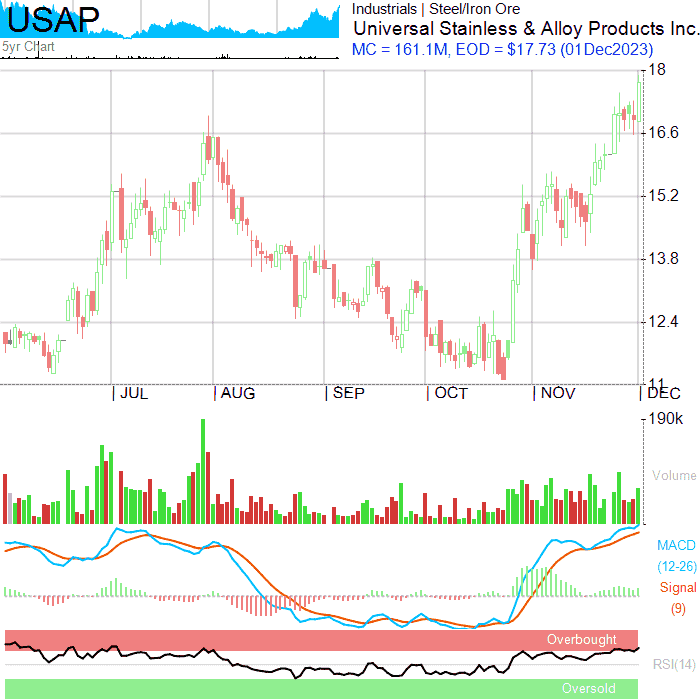 USAP
5yr Chart
Industrials | Steel/Iron Ore
Universal Stainless & Alloy Products Inc.
MC = 161.1M, EOD = $17.73 (01Dec2023)
18
16.6
15.2
13.8
12.4
11
| JUL | AUG | SEP | OCT | NOV | DEC
190k
Volume
MACD
(12-26)
Signal
(9)
Overbought
RSI(14)
Oversold